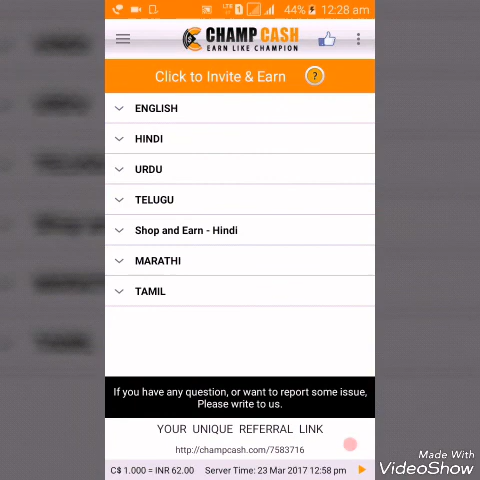 44% 12:28 am
CHAMP CASH
EARN LIKE CHAMPION
Click to Invite & Earn ?
ENGLISH
HINDI
URDU
TELUGU
Shop and Earn - Hindi
MARATHI
TAMIL
If you have any question, or want to report some issue,
Please write to us.
YOUR UNIQUE REFERRAL LINK
http://champcash.com/7583716
C$ 1.000 = INR 62.00 Server Time: 23 Mar 2017 12:58 pm
Made With
VideoShow